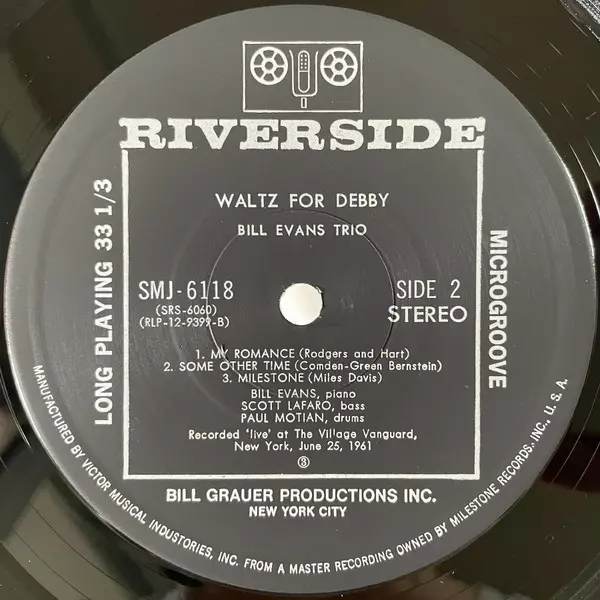 RIVERSIDE
WALTZ FOR DEBBY
BILL EVANS TRIO
LONG PLAYING 33 1/3
MICROGROOVE
SMJ-6118
(SRS-6060)
(RLP-12-9399-B)
SIDE 2
STEREO
1. MY ROMANCE (Rodgers and Hart)
2. SOME OTHER TIME (Comden-Green Bernstein)
3. MILESTONE (Miles Davis)
BILL EVANS, piano
SCOTT LAFARO, bass
PAUL MOTIAN, drums
Recorded 'live' at The Village Vanguard,
New York, June 25, 1961
③
BILL GRAUER PRODUCTIONS INC.
NEW YORK CITY
MANUFACTURED BY VICTOR MUSICAL INDUSTRIES, INC. FROM A MASTER RECORDING OWNED BY MILESTONE RECORDS, INC., U.S.A.